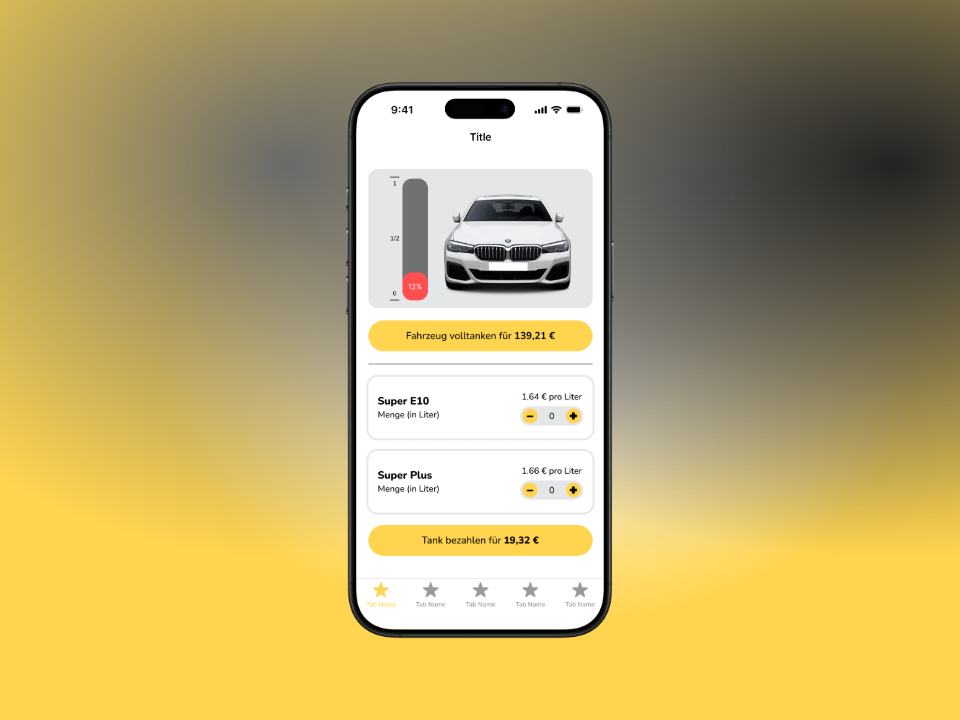 9:41
Title
1
1/2
0
12%
Fahrzeug volltanken für 139,21 €
Super E10
Menge (in Liter)
1.64 € pro Liter
0
Super Plus
Menge (in Liter)
1.66 € pro Liter
0
Tank bezahlen für 19,32 €
Tab Name Tab Name Tab Name Tab Name Tab Name